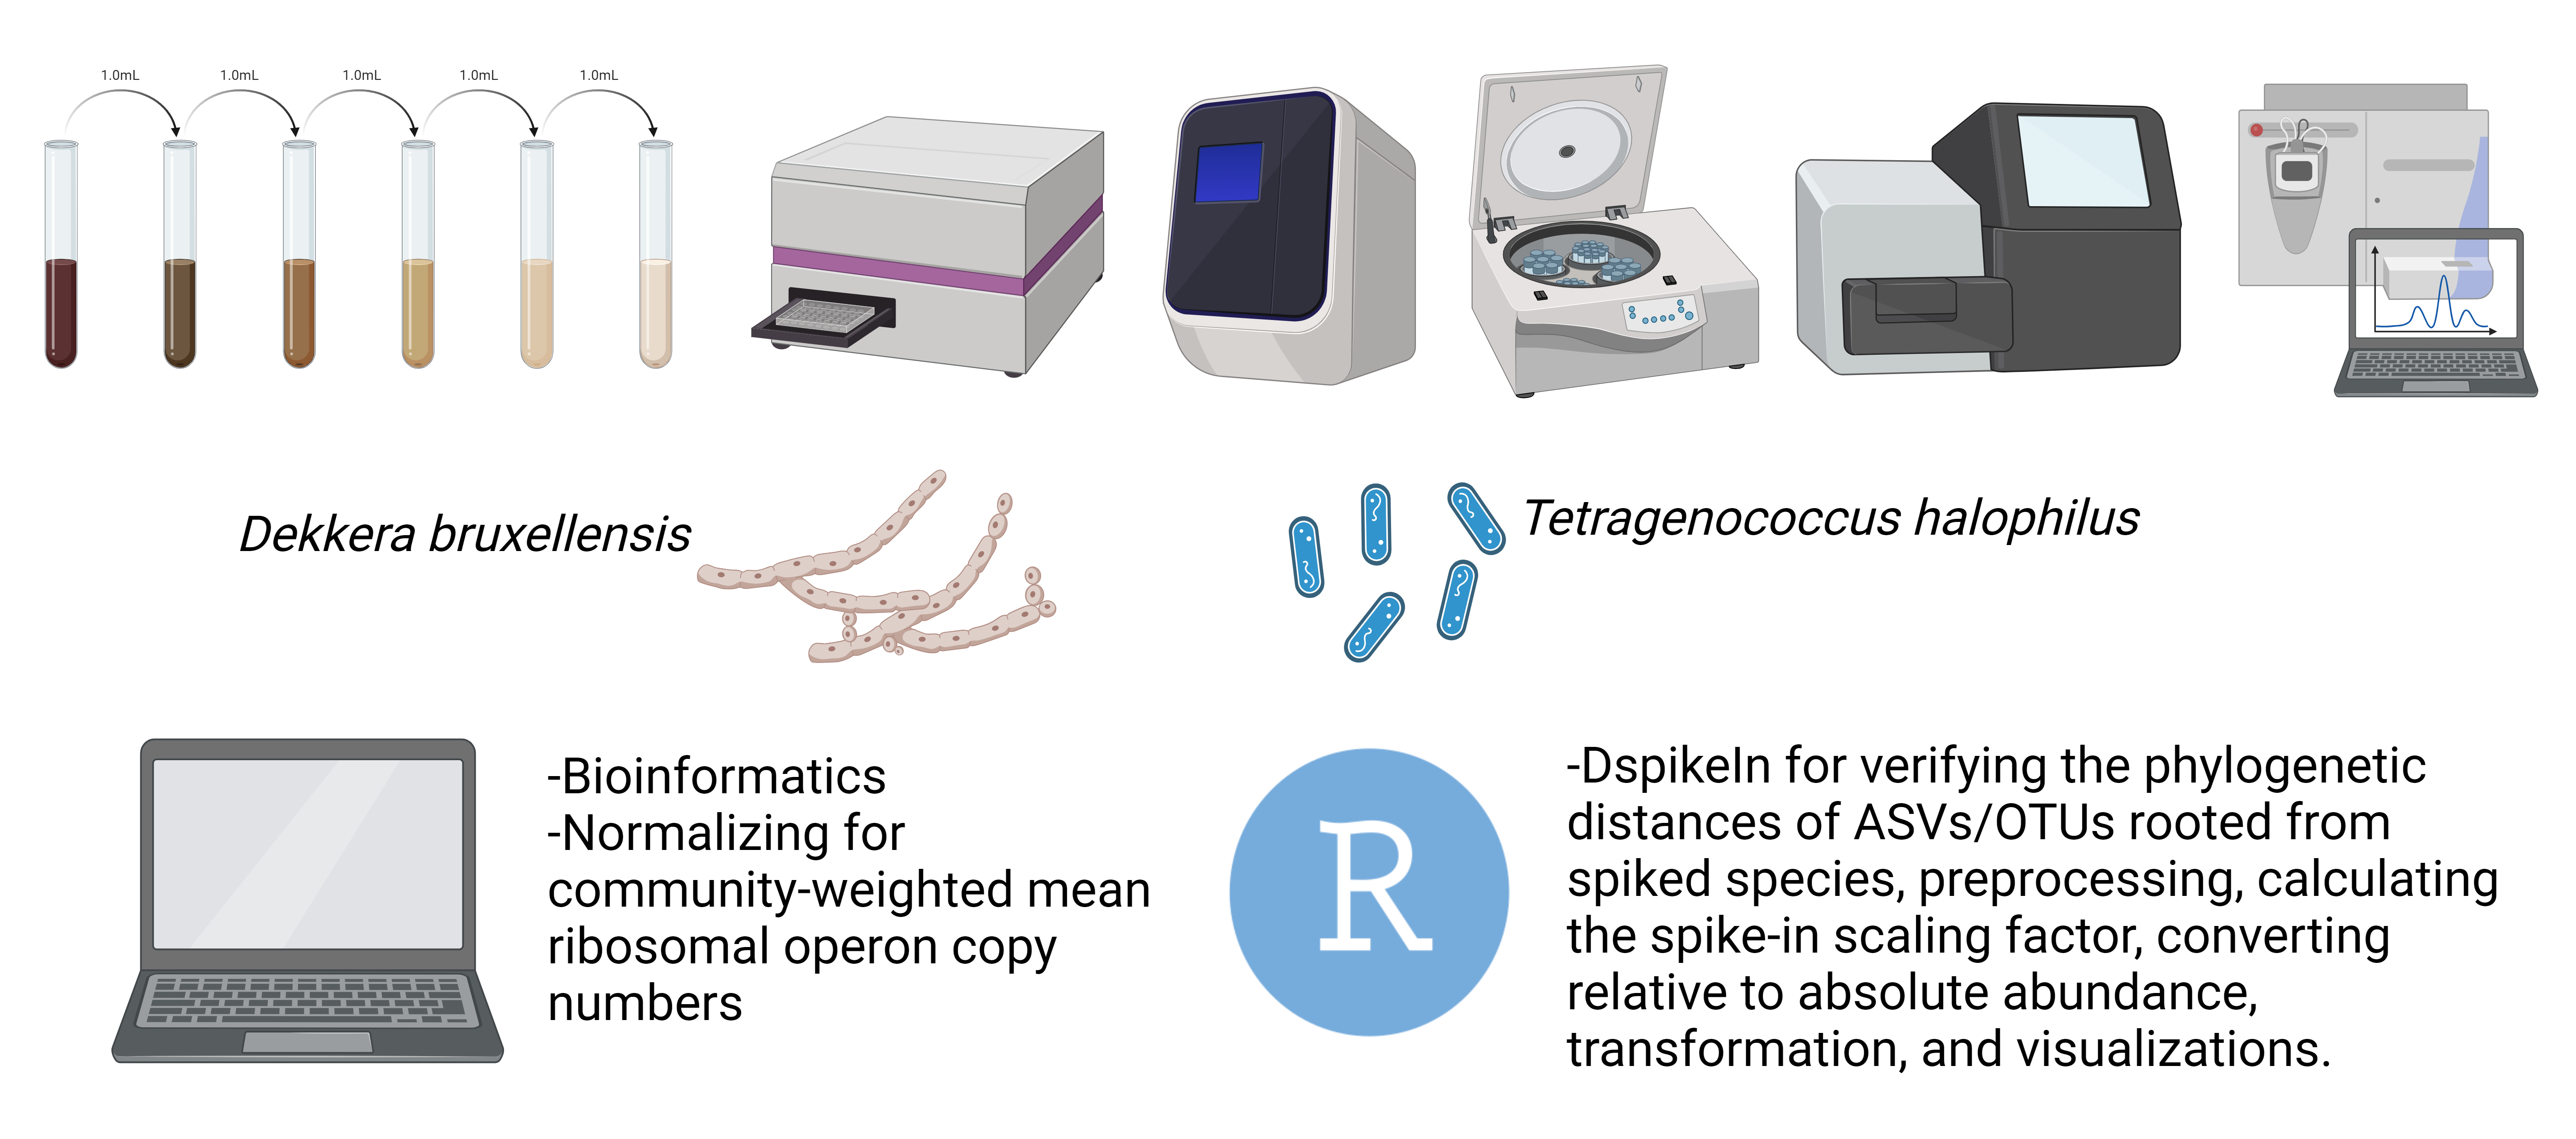 1.0mL 1.0mL 1.0mL 1.0mL 1.0mL
Dekkera bruxellensis
Tetragenococcus halophilus
-Bioinformatics
-Normalizing for
community-weighted mean
ribosomal operon copy
numbers
R
-DspikeIn for verifying the phylogenetic
distances of ASVs/OTUs rooted from
spiked species, preprocessing, calculating
the spike-in scaling factor, converting
relative to absolute abundance,
transformation, and visualizations.